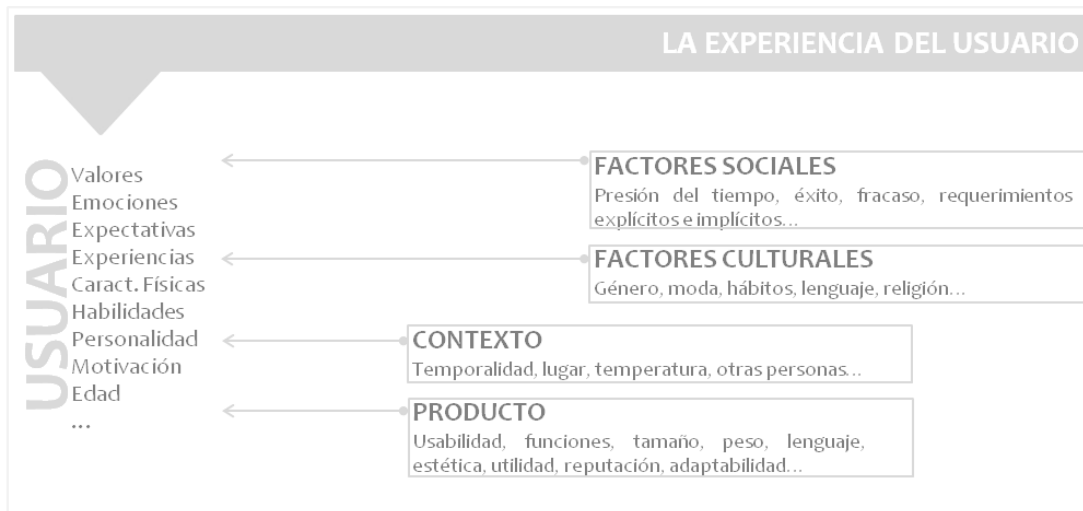 LA EXPERIENCIA DEL USUARIO
USUARIO
Valores
Emociones
Expectativas
Experiencias
Caract. Físicas
Habilidades
Personalidad
Motivación
Edad
...
FACTORES SOCIALES
Presión del tiempo, éxito, fracaso, requerimientos
explícitos e implícitos...
FACTORES CULTURALES
Género, moda, hábitos, lenguaje, religión...
CONTEXTO
Temporalidad, lugar, temperatura, otras personas...
PRODUCTO
Usabilidad, funciones, tamaño, peso, lenguaje,
estética, utilidad, reputación, adaptabilidad...